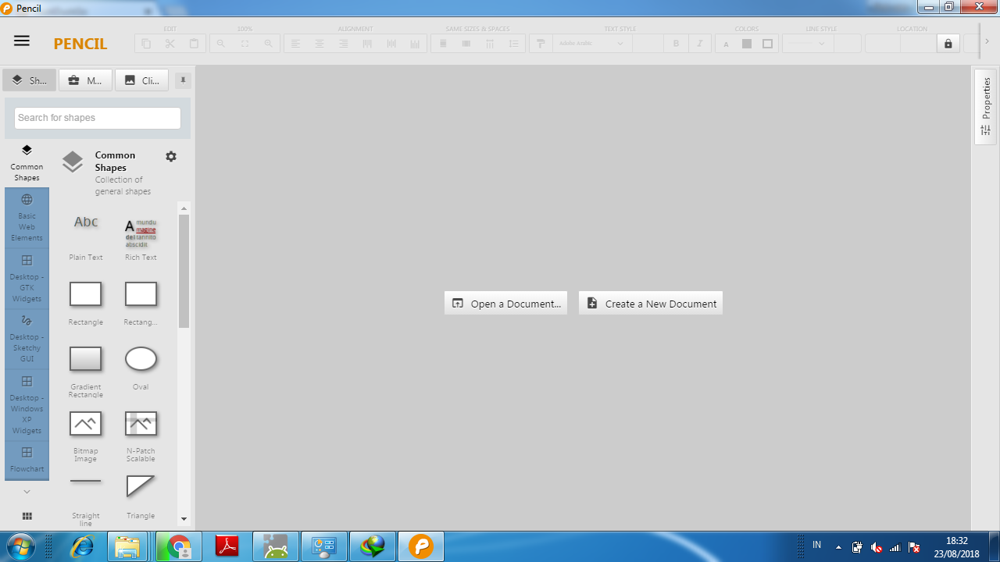 Pencil
PENCIL
EDIT
100%
ALIGNMENT
SAME SIZES & SPACES
TEXT STYLE
COLORS
LINE STYLE
LOCATION
Adobe Arabic
B
I
A
Sh...
M...
Cli...
Search for shapes
Common
Shapes
Basic
Web
Elements
Desktop -
GTK
Widgets
Desktop -
Sketchy
GUI
Desktop -
Windows
XP
Widgets
Flowchart
Common
Shapes
Collection of
general shapes
Abc
Plain Text
A mundu
magine
del tannito
abscidit
Rich Text
Rectangle
Rectang...
Gradient
Rectangle
Oval
Bitmap
Image
N-Patch
Scalable
Straight
line
Triangle
Open a Document...
Create a New Document
Properties
IN
18:32
23/08/2018